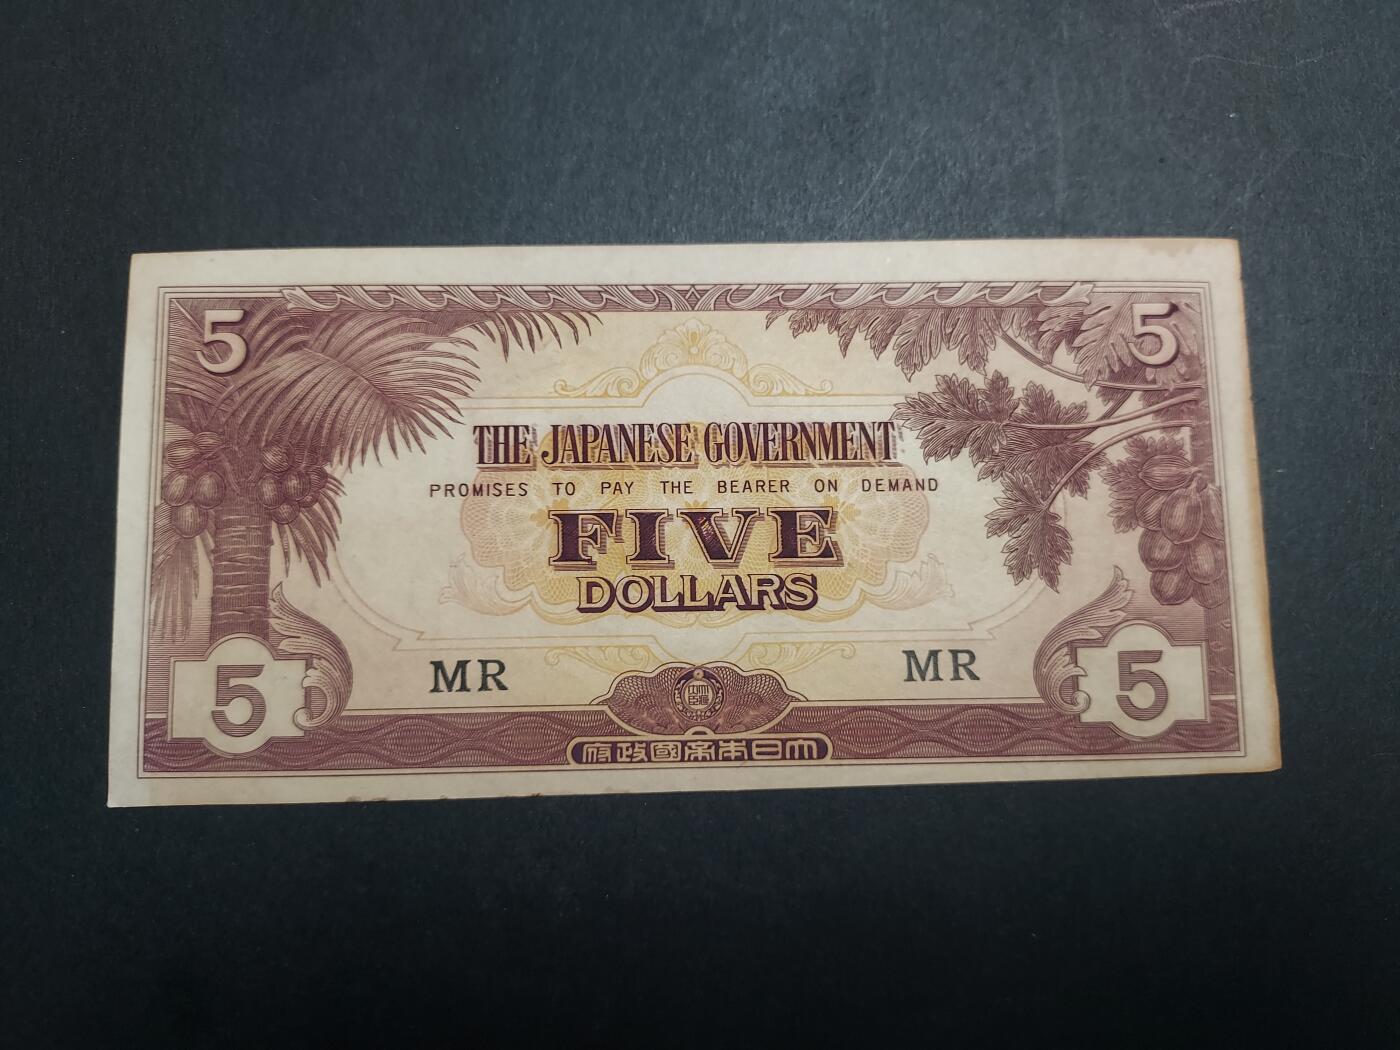 5 5
THE JAPANESE GOVERNMENT
PROMISES TO PAY THE BEARER ON DEMAND
FIVE
DOLLARS
MR MR
5 5
府政國帝本日大